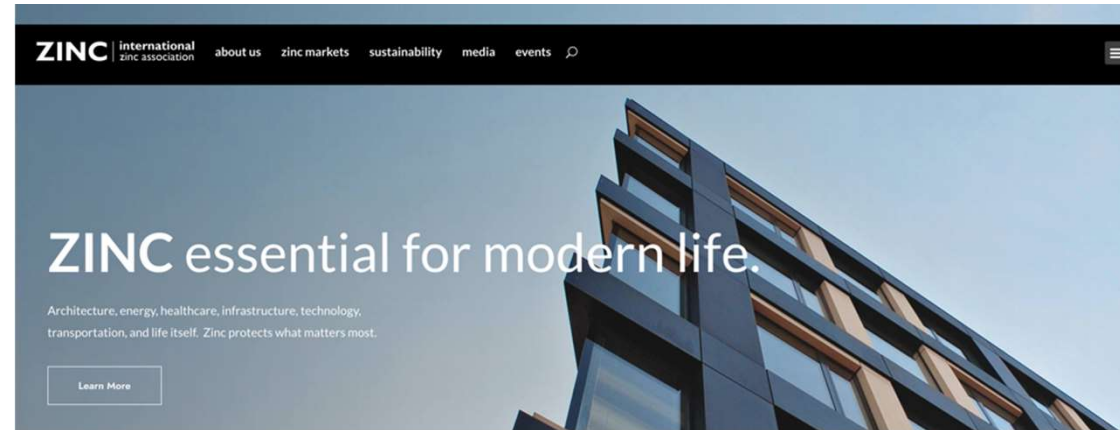 ZINC international zinc association about us zinc markets sustainability media events
ZINC essential for modern life.
Architecture, energy, healthcare, infrastructure, technology,
transportation, and life itself. Zinc protects what matters most.
Learn More